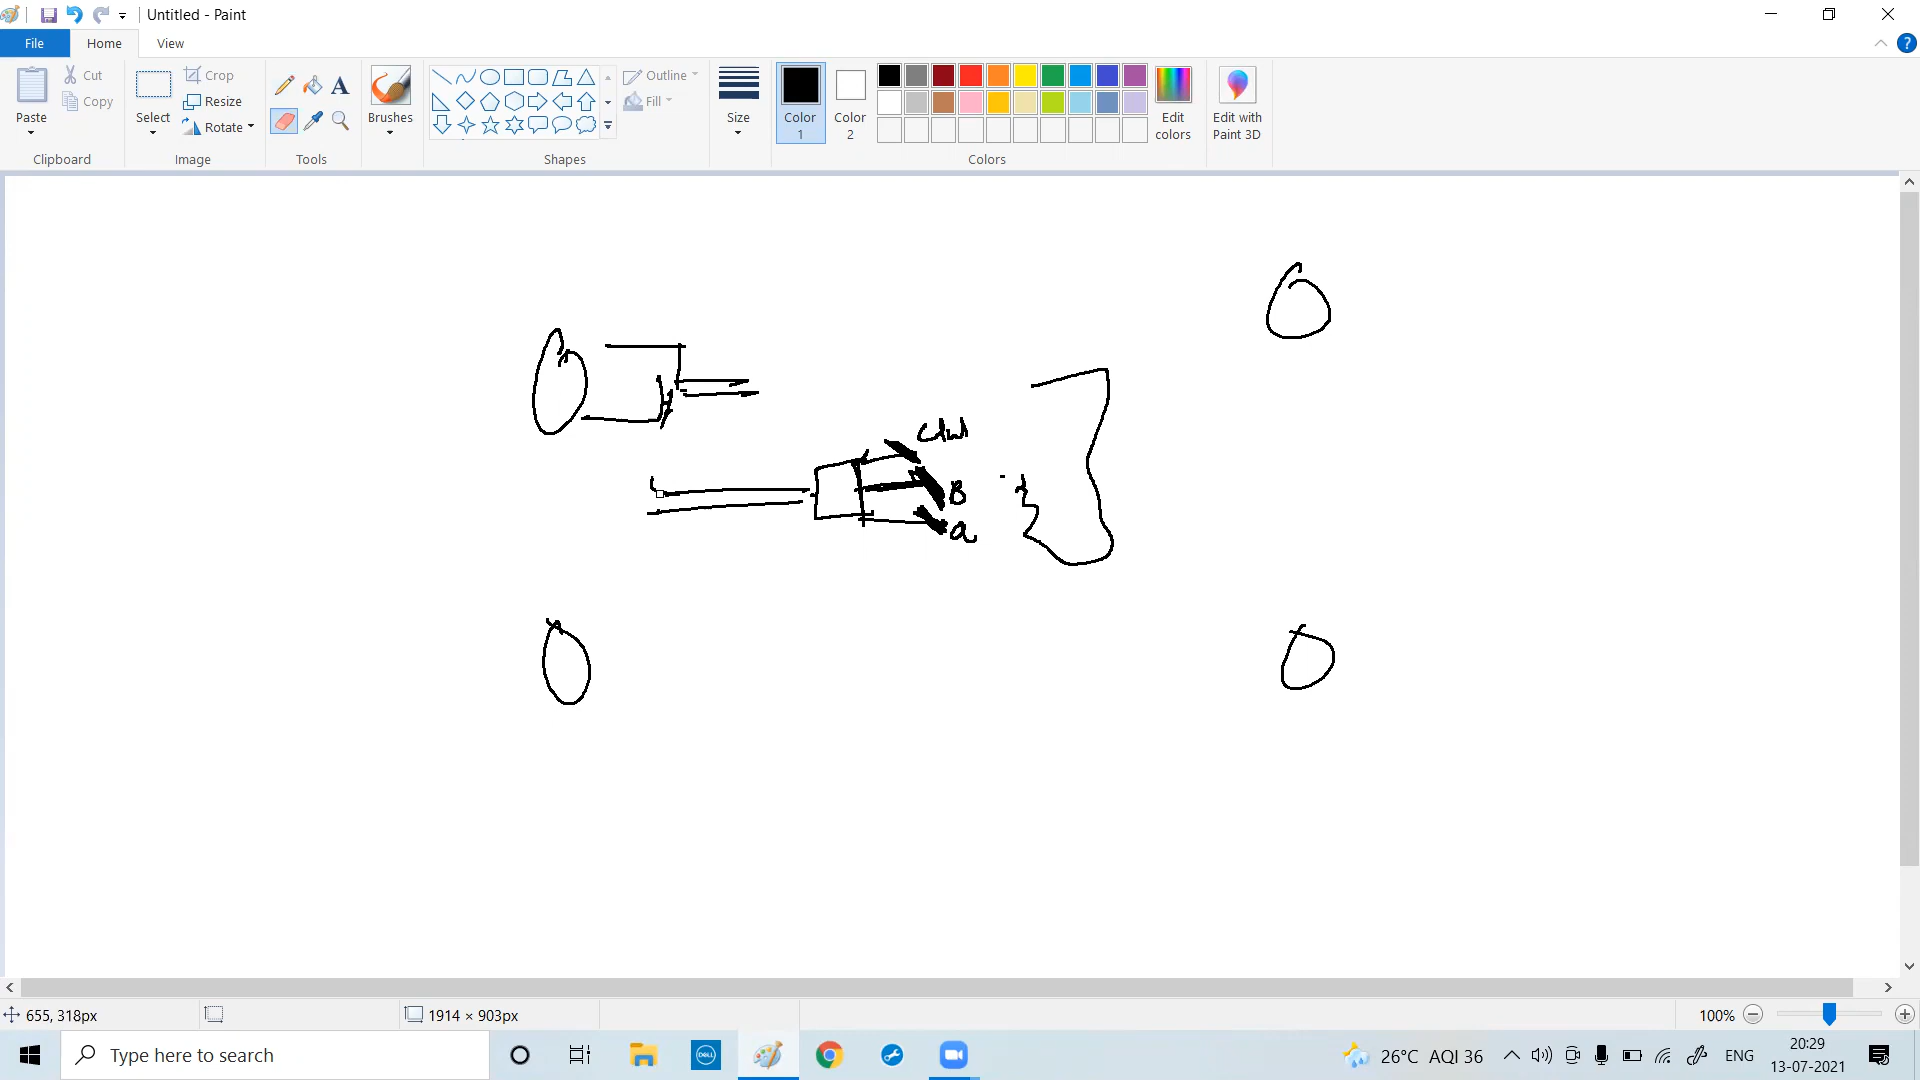 Untitled - Paint
File
Home
View
Paste
Cut
Copy
Clipboard
Select
Crop
Resize
Rotate
Image
A
Tools
Brushes
Outline
Fill
Shapes
Size
Color 1
Color 2
Edit colors
Colors
Edit with Paint 3D
?
B
a
655, 318px
1914 × 903px
100%
Type here to search
DELL
26°C AQI 36
ENG
20:29
13-07-2021